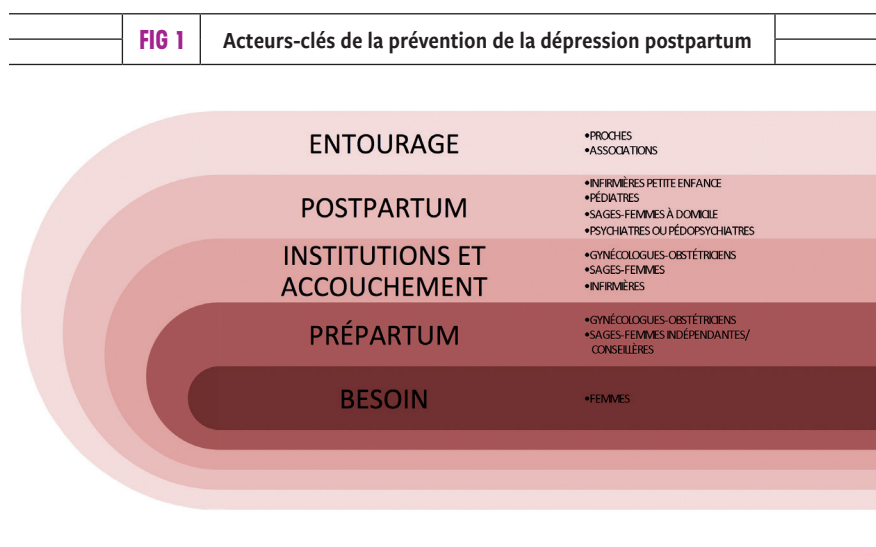 FIG 1
Acteurs-clés de la prévention de la dépression postpartum
ENTOURAGE
•PROCHES
•ASSOCIATIONS
POSTPARTUM
•INFIRMIÈRES PETITE ENFANCE
•PÉDIATRES
•SAGES-FEMMES À DOMICILE
•PSYCHIATRES OU PÉDOPSYCHIATRES
INSTITUTIONS ET
ACCOUCHEMENT
•GYNÉCOLOGUES-OBSTÉTRICIENS
•SAGES-FEMMES
•INFIRMIÈRES
PRÉPARTUM
•GYNÉCOLOGUES-OBSTÉTRICIENS
•SAGES-FEMMES INDÉPENDANTES/
CONSEILLÈRES
BESOIN
•FEMMES